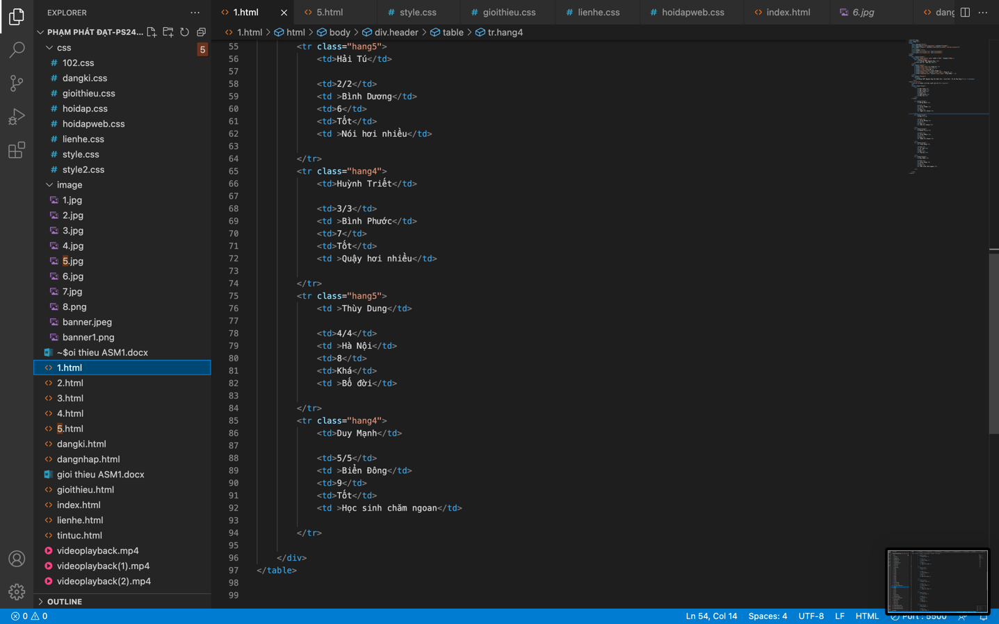 EXPLORER
PHẠM PHÁT ĐẠT-PS24...
css
5
102.css
dangki.css
gioithieu.css
hoidap.css
hoidapweb.css
lienhe.css
style.css
style2.css
image
1.jpg
2.jpg
3.jpg
4.jpg
5.jpg
6.jpg
7.jpg
8.png
banner.jpeg
banner1.png
~$oi thieu ASM1.docx
1.html
2.html
3.html
4.html
5.html
dangki.html
dangnhap.html
gioi thieu ASM1.docx
gioithieu.html
index.html
lienhe.html
tintuc.html
videoplayback.mp4
videoplayback(1).mp4
videoplayback(2).mp4
OUTLINE
1.html 5.html style.css gioithieu.css lienhe.css hoidapweb.css index.html 6.jpg dang
1.html > html > body > div.header > table > tr.hang4
55 <tr class="hang5">
56 <td>Hải Tú</td>
57
58 <td>2/2</td>
59 <td >Bình Dương</td>
60 <td>6</td>
61 <td>Tốt</td>
62 <td >Nói hơi nhiều</td>
63
64 </tr>
65 <tr class="hang4">
66 <td>Huỳnh Triết</td>
67
68 <td>3/3</td>
69 <td >Bình Phước</td>
70 <td>7</td>
71 <td>Tốt</td>
72 <td >Quậy hơi nhiều</td>
73
74 </tr>
75 <tr class="hang5">
76 <td >Thùy Dung</td>
77
78 <td>4/4</td>
79 <td >Hà Nội</td>
80 <td>8</td>
81 <td>Khá</td>
82 <td >Bố đời</td>
83
84 </tr>
85 <tr class="hang4">
86 <td>Duy Mạnh</td>
87
88 <td>5/5</td>
89 <td >Biển Đông</td>
90 <td>9</td>
91 <td>Tốt</td>
92 <td >Học sinh chăm ngoan</td>
93
94 </tr>
95
96 </div>
97 </table>
98
99
0 0 Ln 54, Col 14 Spaces: 4 UTF-8 LF HTML Port : 5500